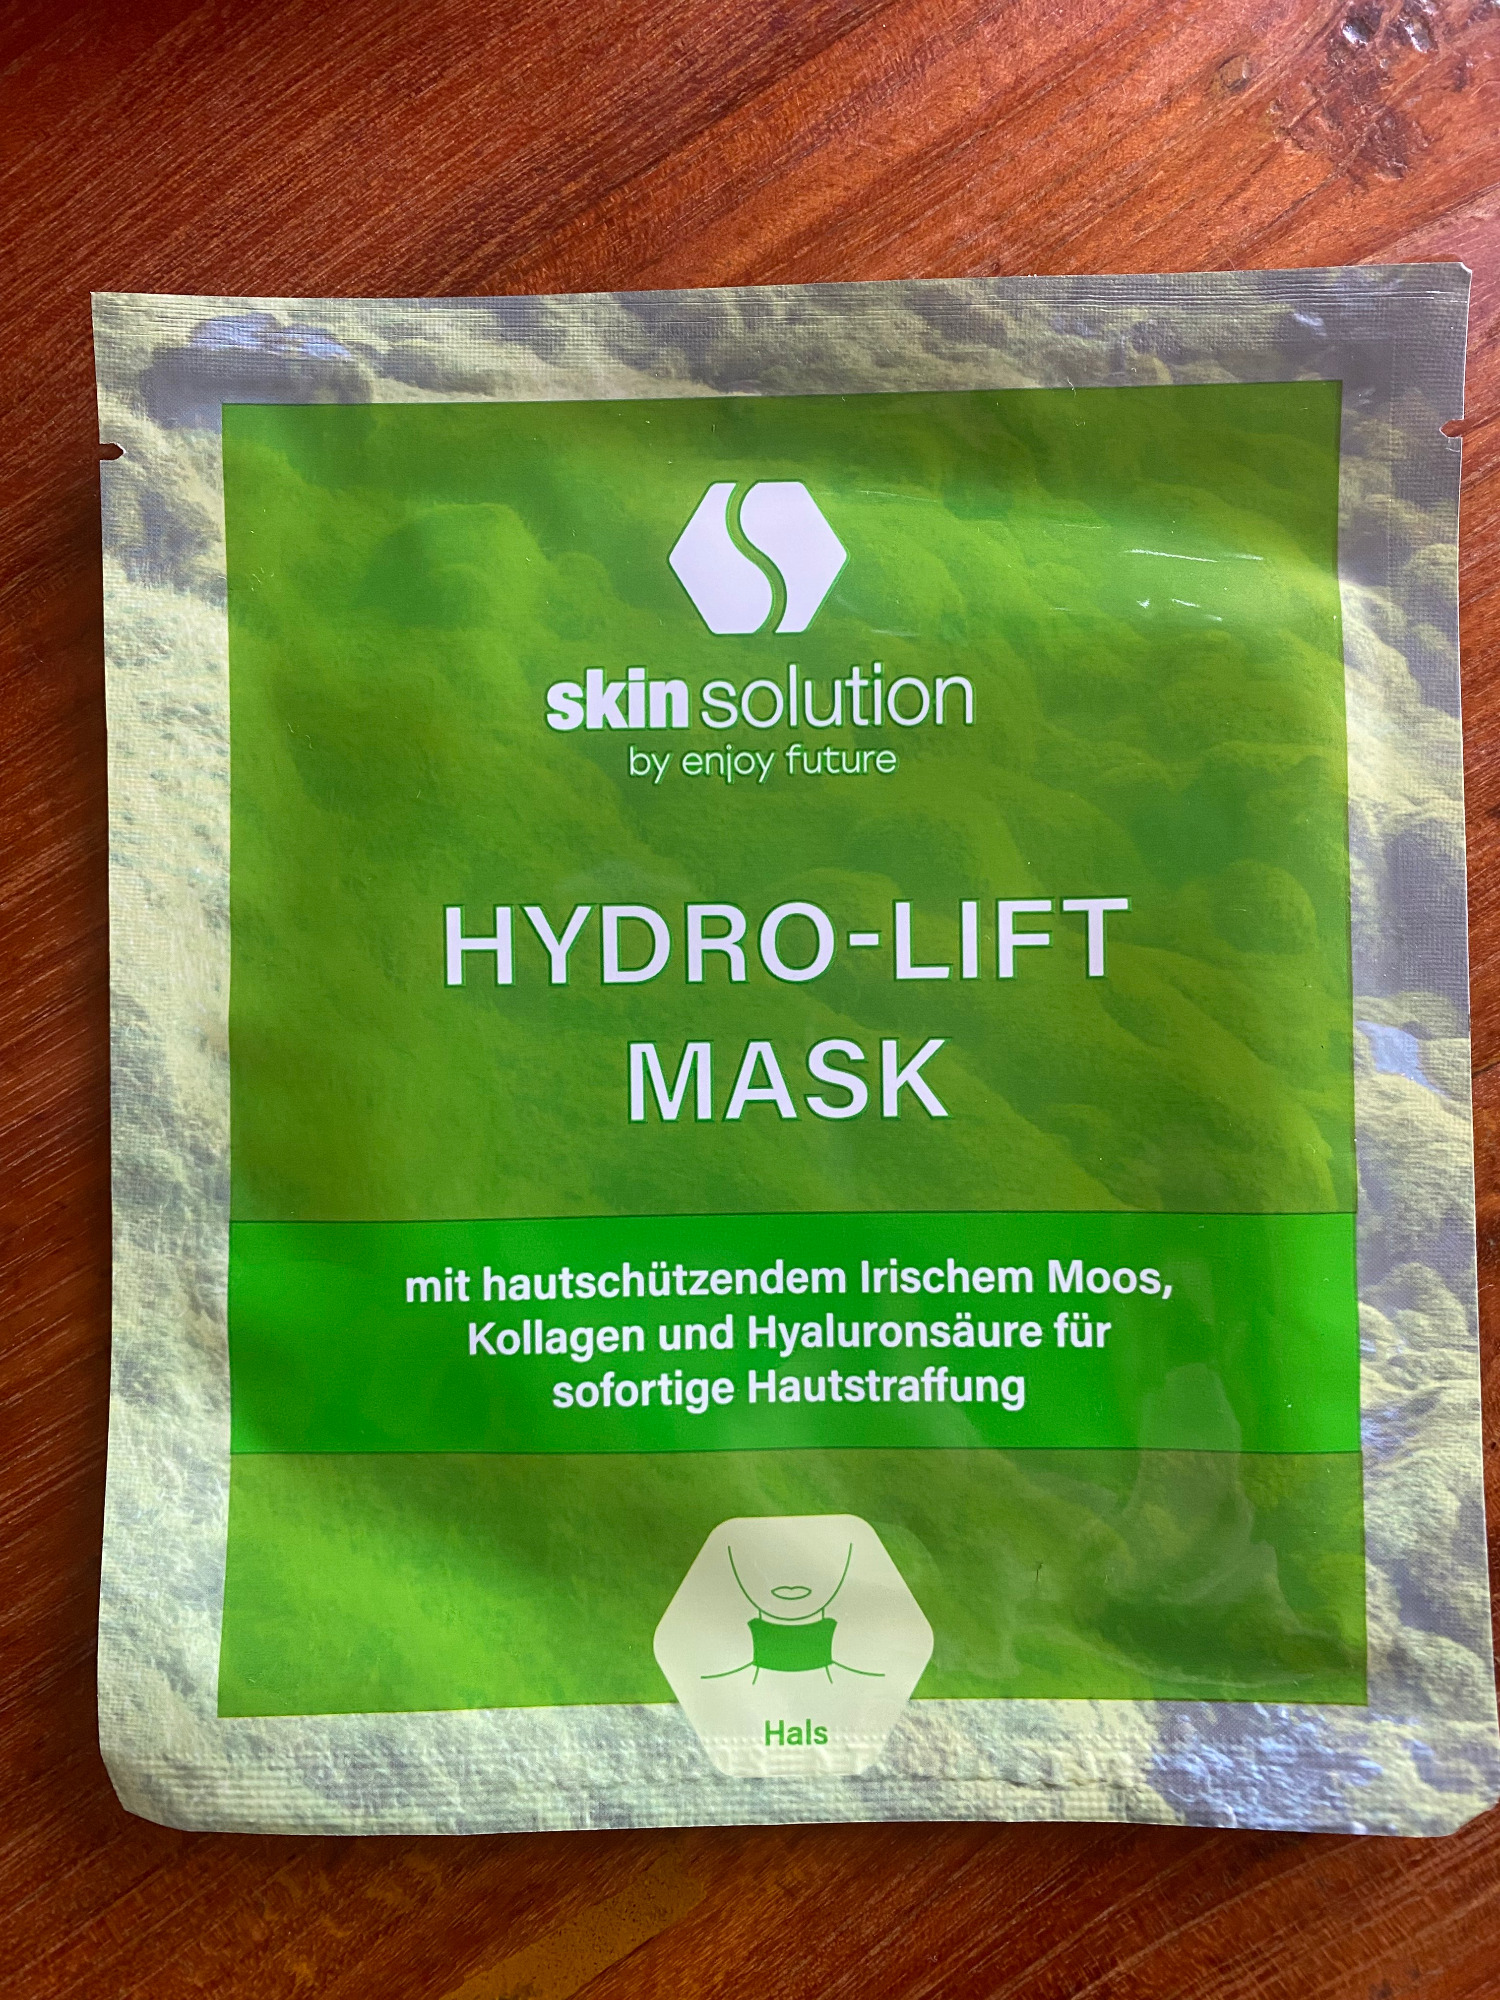 skin solution
by enjoy future
HYDRO-LIFT
MASK
mit hautschützendem Irischem Moos,
Kollagen und Hyaluronsäure für
sofortige Hautstraffung
Hals